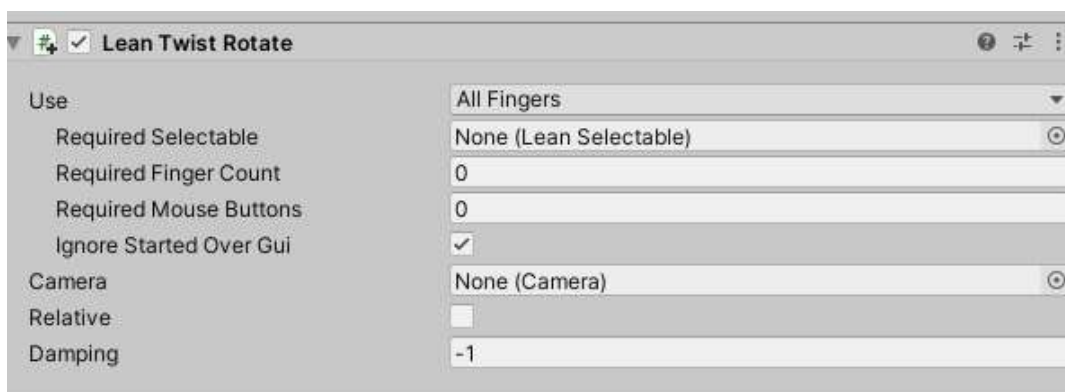 Lean Twist Rotate
Use All Fingers
Required Selectable None (Lean Selectable)
Required Finger Count 0
Required Mouse Buttons 0
Ignore Started Over Gui
Camera None (Camera)
Relative
Damping -1